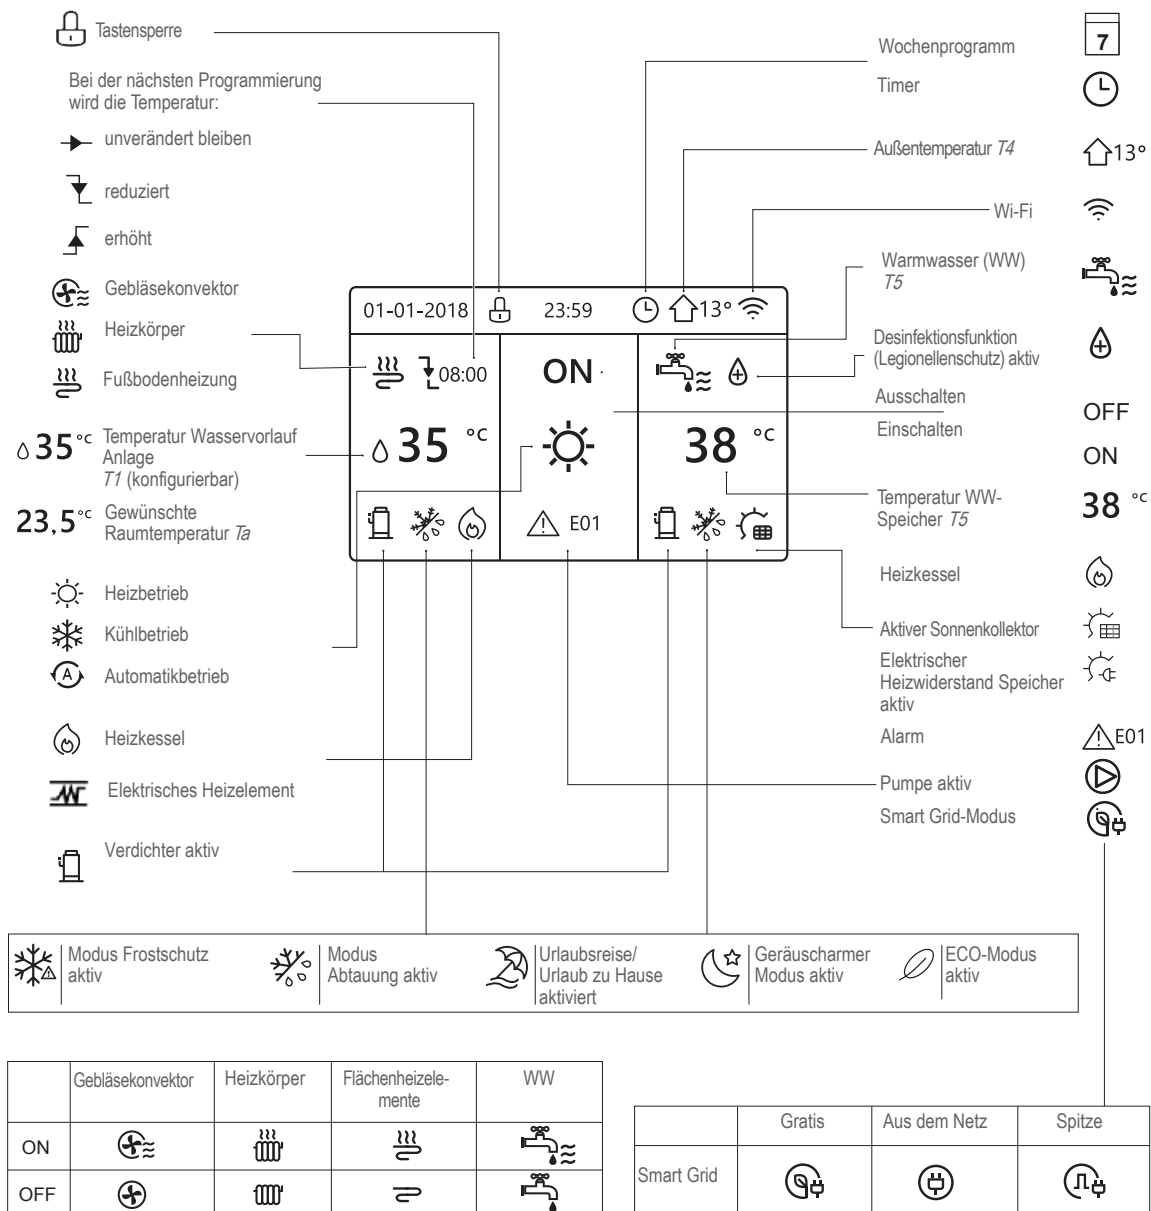 Tastensperre
Bei der nächsten Programmierung
wird die Temperatur:
unverändert bleiben
reduziert
erhöht
Gebläsekonvektor
Heizkörper
Fußbodenheizung
35 °c Temperatur Wasservorlauf
Anlage
T1 (konfigurierbar)
23,5 °c Gewünschte
Raumtemperatur Ta
Heizbetrieb
Kühlbetrieb
A Automatikbetrieb
Heizkessel
Elektrisches Heizelement
Verdichter aktiv
01-01-2018 23:59 13°
08:00 ON
35 °c 38 °c
E01
Wochenprogramm 7
Timer
Außentemperatur T4 13°
Wi-Fi
Warmwasser (WW)
T5
Desinfektionsfunktion
(Legionellenschutz) aktiv
Ausschalten OFF
Einschalten ON
Temperatur WW-
Speicher T5 38 °c
Heizkessel
Aktiver Sonnenkollektor
Elektrischer
Heizwiderstand Speicher
aktiv
Alarm E01
Pumpe aktiv
Smart Grid-Modus
Modus Frostschutz
aktiv
Modus
Abtauung aktiv
Urlaubsreise/
Urlaub zu Hause
aktiviert
Geräuscharmer
Modus aktiv
ECO-Modus
aktiv
Gebläsekonvektor Heizkörper Flächenheizele-
mente WW
ON
OFF
Gratis Aus dem Netz Spitze
Smart Grid